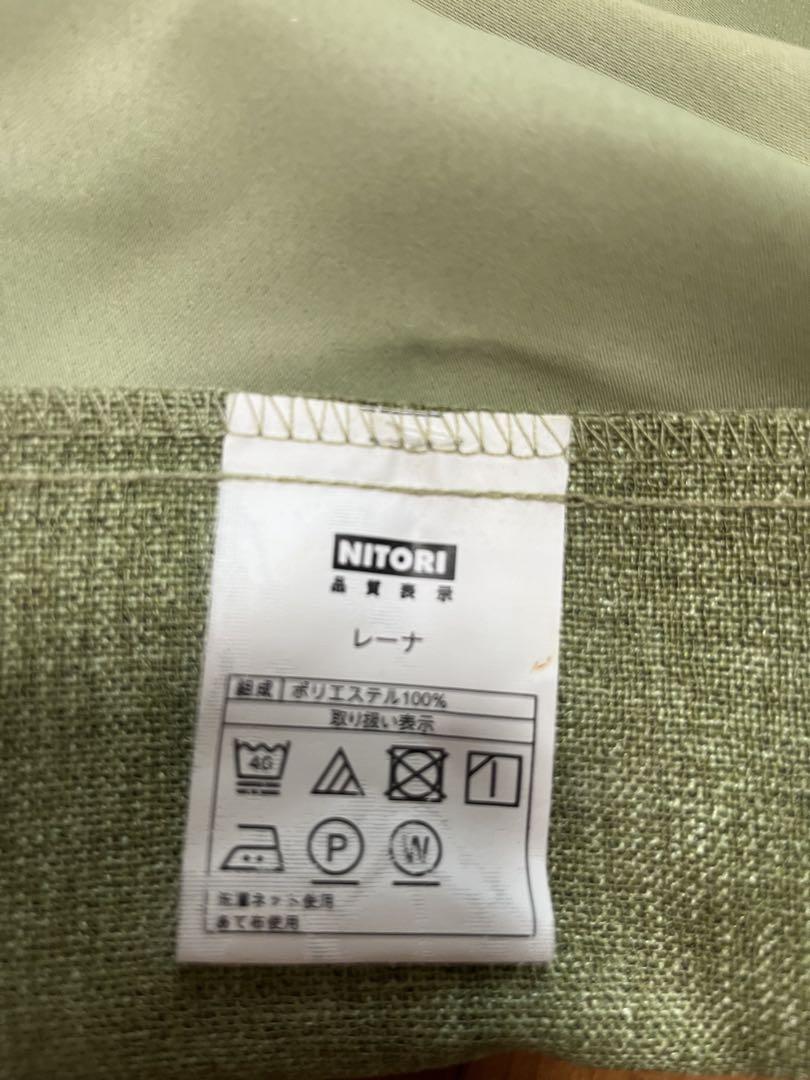 NITORI
品質表示
レーナ
組成 ポリエステル100%
取り扱い表示
40
P W
洗濯ネット使用
あて布使用